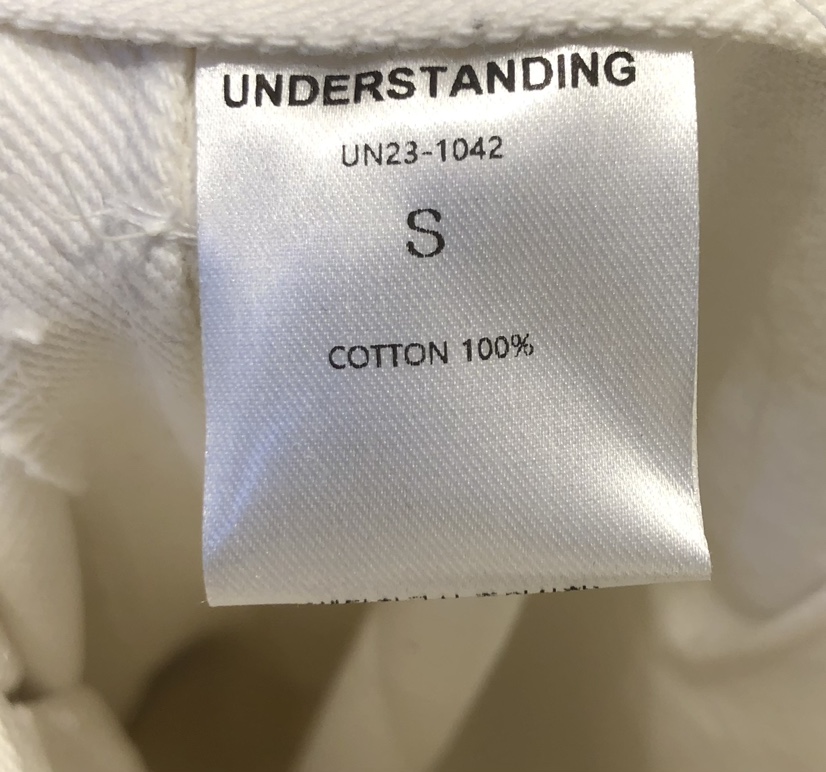 UNDERSTANDING
UN23-1042
S
COTTON 100%